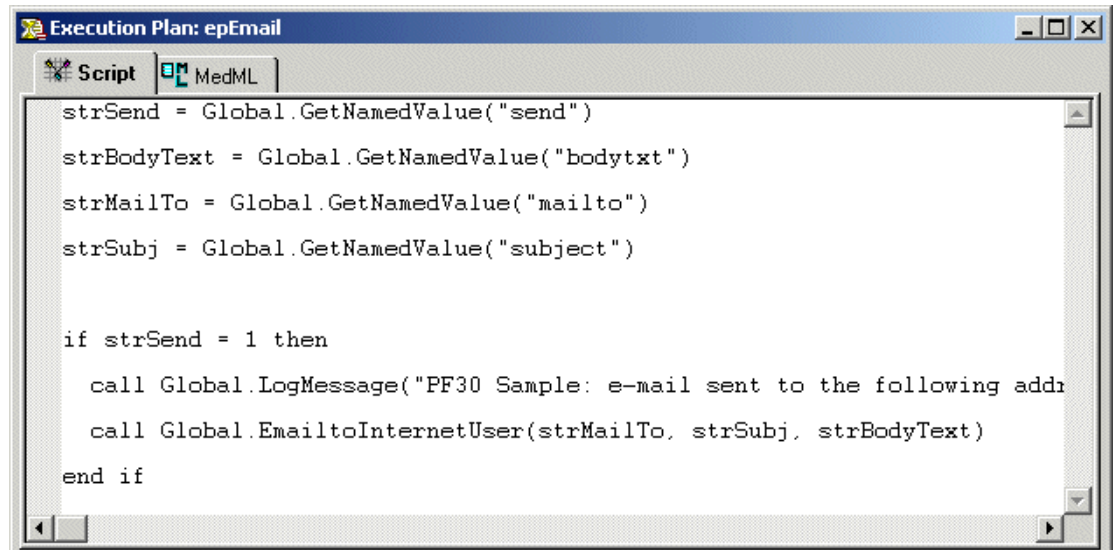 Execution Plan: epEmail
Script MedML
strSend = Global.GetNamedValue("send")
strBodyText = Global.GetNamedValue("bodytxt")
strMailTo = Global.GetNamedValue("mailto")
strSubj = Global.GetNamedValue("subject")
if strSend = 1 then
call Global.LogMessage("PF30 Sample: e-mail sent to the following
call Global.EmailtoInternetUser(strMailTo, strSubj, strBodyText)
end if